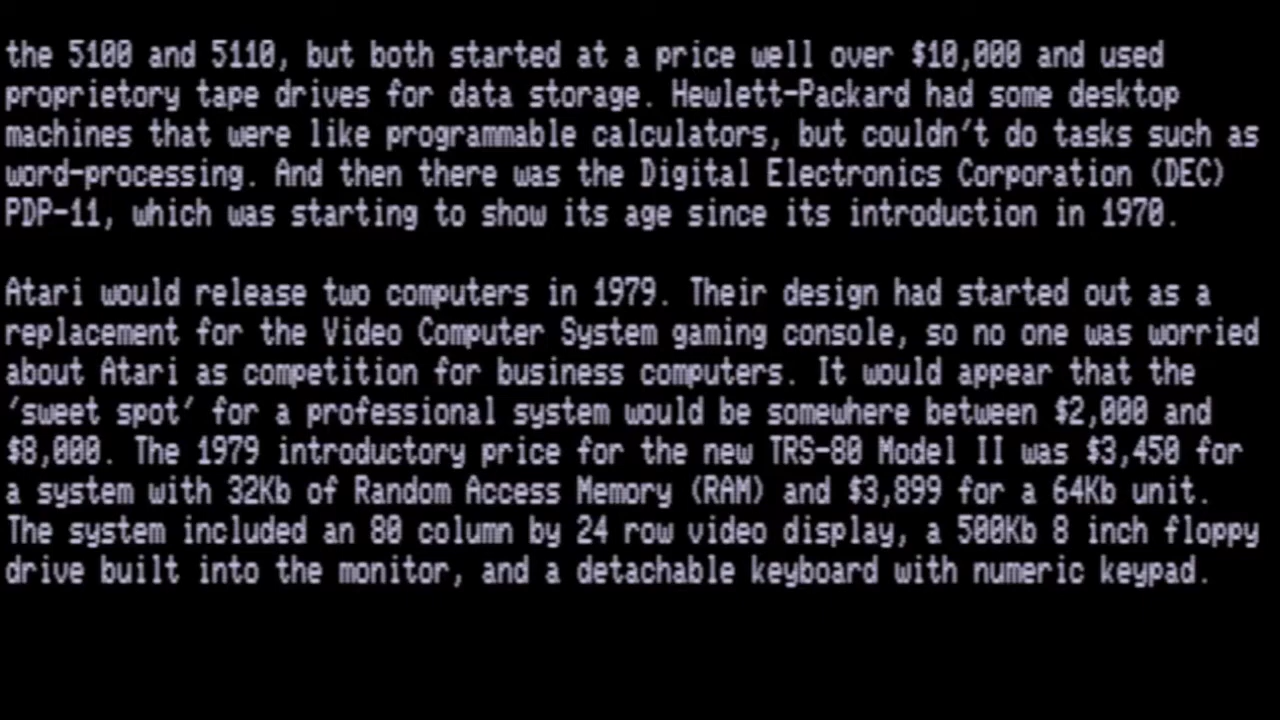 the 5100 and 5110, but both started at a price well over $10,000 and used
proprietory tape drives for data storage. Hewlett-Packard had some desktop
machines that were like programmable calculators, but couldn't do tasks such as
word-processing. And then there was the Digital Electronics Corporation (DEC)
PDP-11, which was starting to show its age since its introduction in 1970.

Atari would release two computers in 1979. Their design had started out as a
replacement for the Video Computer System gaming console, so no one was worried
about Atari as competition for business computers. It would appear that the
'sweet spot' for a professional system would be somewhere between $2,000 and
$8,000. The 1979 introductory price for the new TRS-80 Model II was $3,450 for
a system with 32Kb of Random Access Memory (RAM) and $3,899 for a 64Kb unit.
The system included an 80 column by 24 row video display, a 500Kb 8 inch floppy
drive built into the monitor, and a detachable keyboard with numeric keypad.